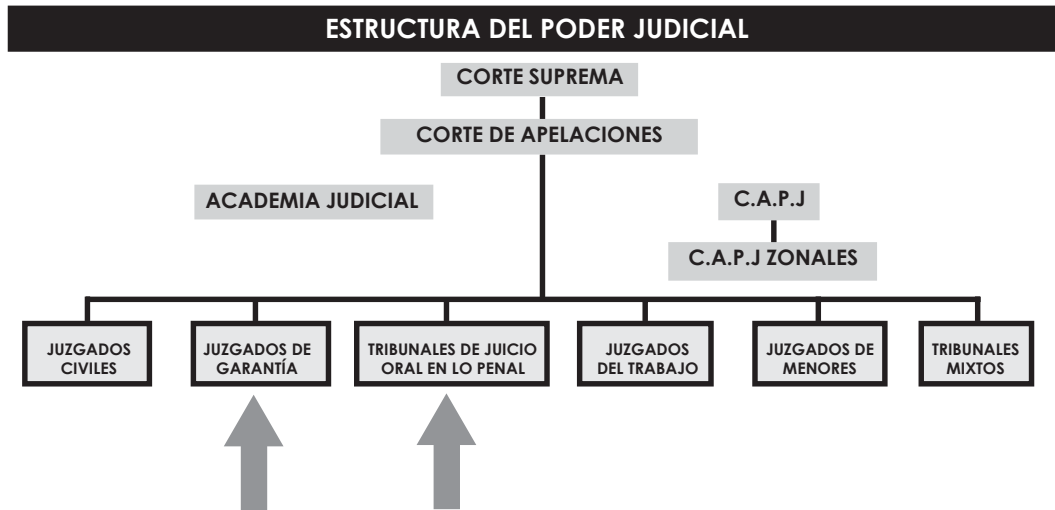 ESTRUCTURA DEL PODER JUDICIAL
CORTE SUPREMA
CORTE DE APELACIONES
ACADEMIA JUDICIAL
C.A.P.J
C.A.P.J ZONALES
JUZGADOS
CIVILES
JUZGADOS DE
GARANTÍA
TRIBUNALES DE JUICIO
ORAL EN LO PENAL
JUZGADOS
DEL TRABAJO
JUZGADOS DE
MENORES
TRIBUNALES
MIXTOS